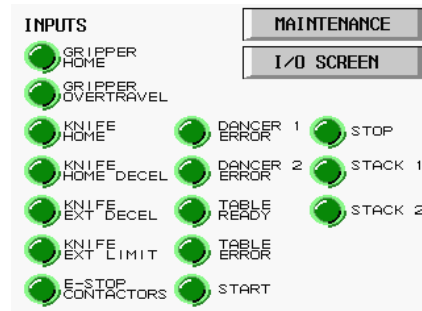 INPUTS
MAINTENANCE
I/O SCREEN
GRIPPER
HOME
GRIPPER
OVERTRAVEL
KNIFE
HOME
DANCER 1
ERROR
STOP
KNIFE
HOME DECEL
DANCER 2
ERROR
STACK 1
KNIFE
EXT DECEL
TABLE
READY
STACK 2
KNIFE
EXT LIMIT
TABLE
ERROR
E-STOP
CONTACTORS
START